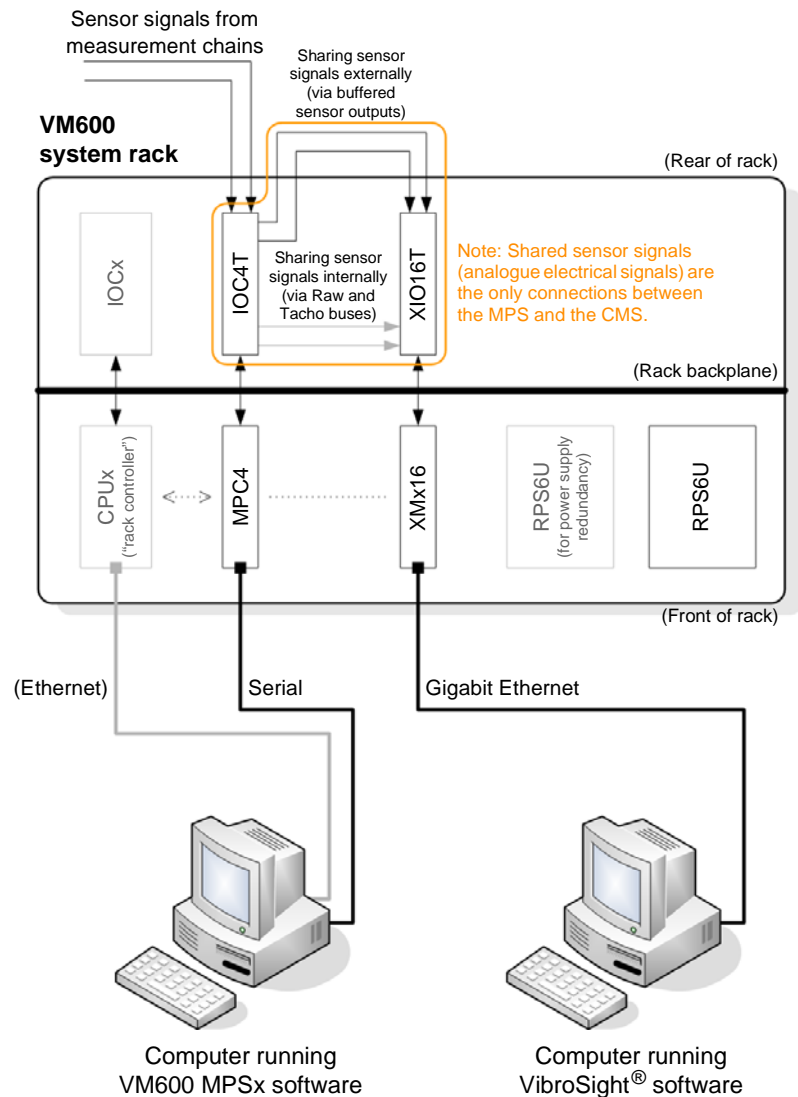 Sensor signals from
measurement chains
Sharing sensor
signals externally
(via buffered
sensor outputs)
VM600
system rack
(Rear of rack)
IOCx
IOC4T
Sharing sensor
signals internally
(via Raw and
Tacho buses)
XIO16T
Note: Shared sensor signals
(analogue electrical signals) are
the only connections between
the MPS and the CMS.
(Rack backplane)
CPUx
("rack controller")
MPC4
XMx16
RPS6U
(for power supply
redundancy)
RPS6U
(Front of rack)
(Ethernet)
Serial
Gigabit Ethernet
Computer running
VM600 MPSx software
Computer running
VibroSight® software